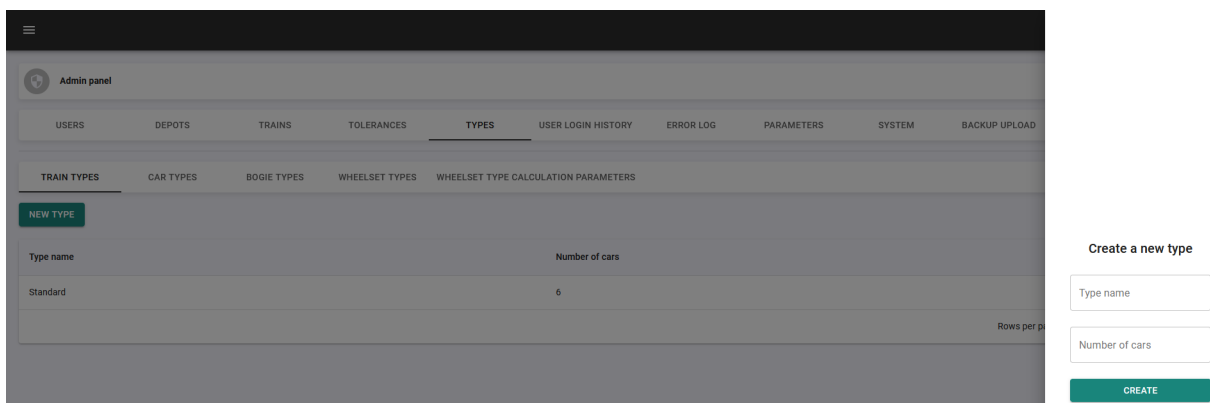 Admin panel
USERS DEPOTS TRAINS TOLERANCES TYPES USER LOGIN HISTORY ERROR LOG PARAMETERS SYSTEM BACKUP UPLOAD
TRAIN TYPES CAR TYPES BOGIE TYPES WHEELSET TYPES WHEELSET TYPE CALCULATION PARAMETERS
NEW TYPE
Type name Number of cars
Standard 6
Rows per
Create a new type
Type name
Number of cars
CREATE